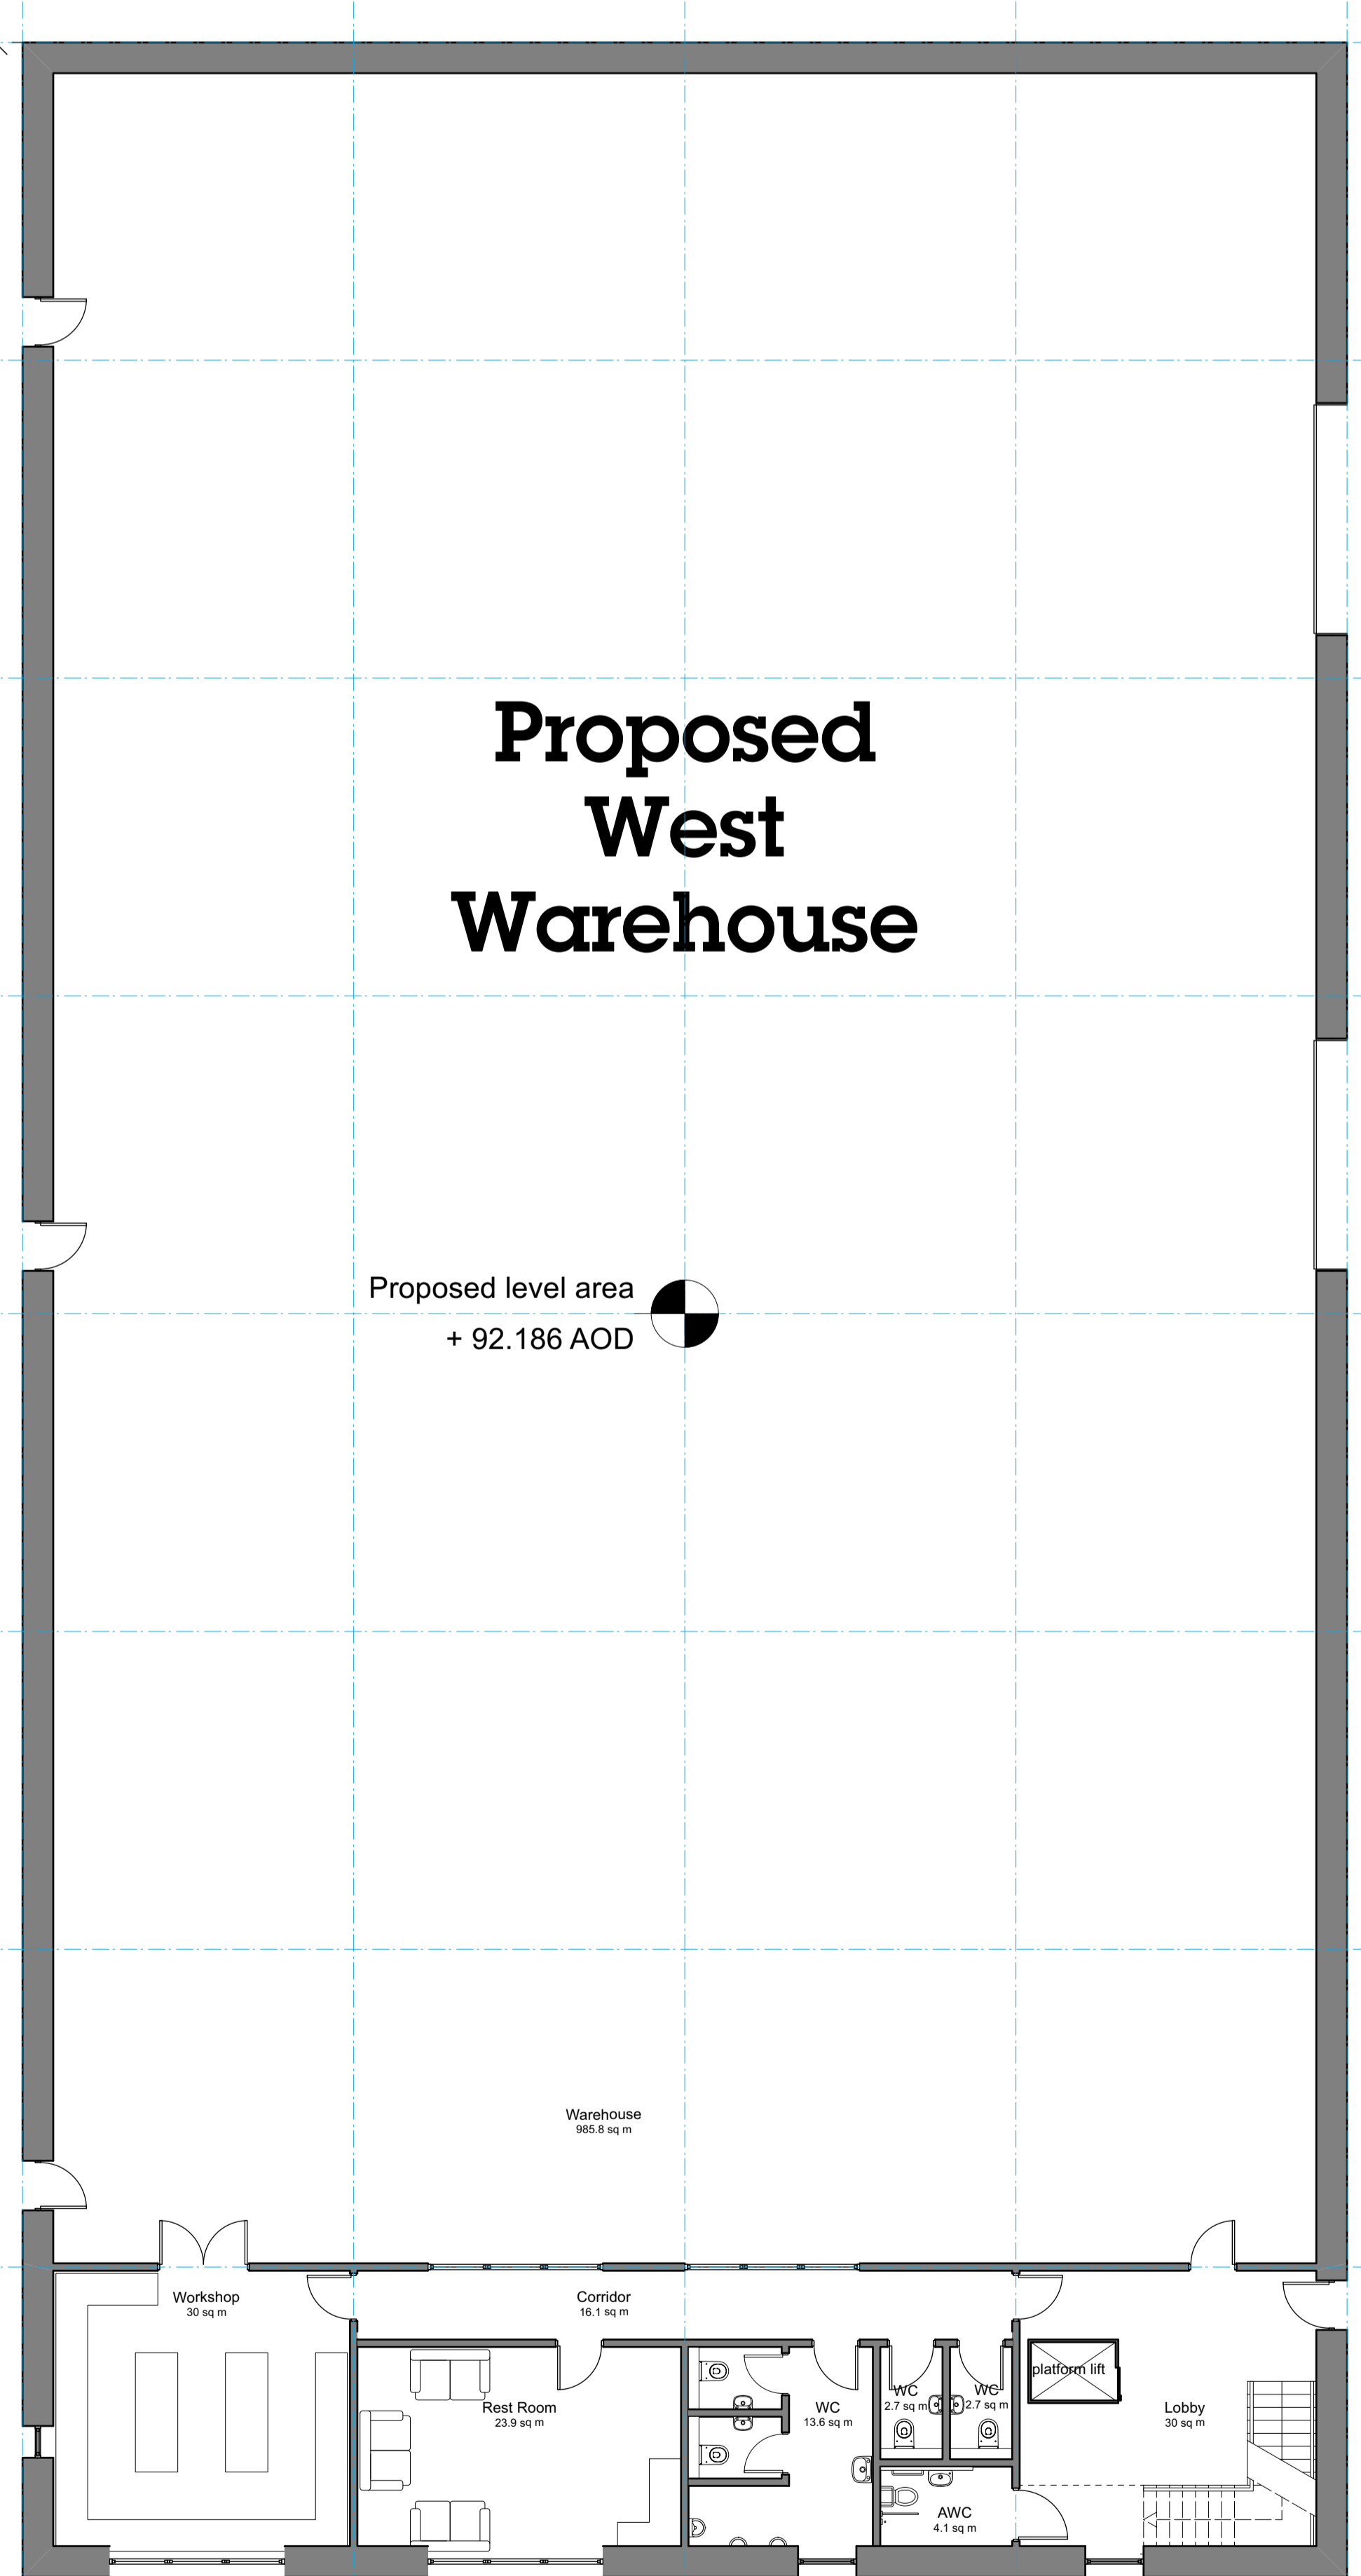 Proposed
West
Warehouse
Proposed level area
+ 92.186 AOD
Warehouse
985.8 sq m
Workshop
30 sq m
Corridor
16.1 sq m
Rest Room
23.9 sq m
WC
13.6 sq m
WC
2.7 sq m
WC
2.7 sq m
AWC
4.1 sq m
platform lift
Lobby
30 sq m